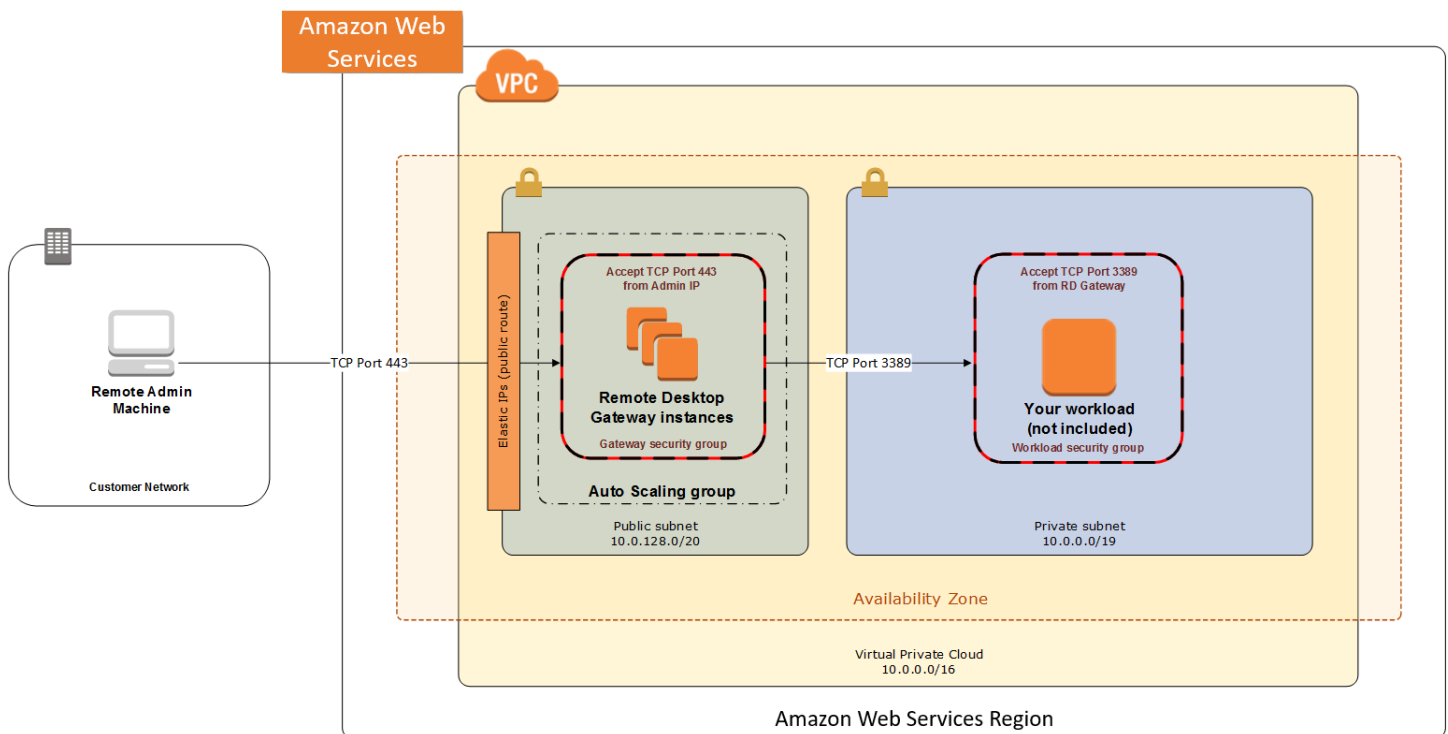 Amazon Web
Services
VPC
Remote Admin
Machine
Customer Network
TCP Port 443
Elastic IPs (public route)
Accept TCP Port 443
from Admin IP
Remote Desktop
Gateway instances
Gateway security group
Auto Scaling group
Public subnet
10.0.128.0/20
TCP Port 3389
Accept TCP Port 3389
from RD Gateway
Your workload
(not included)
Workload security group
Private subnet
10.0.0.0/19
Availability Zone
Virtual Private Cloud
10.0.0.0/16
Amazon Web Services Region